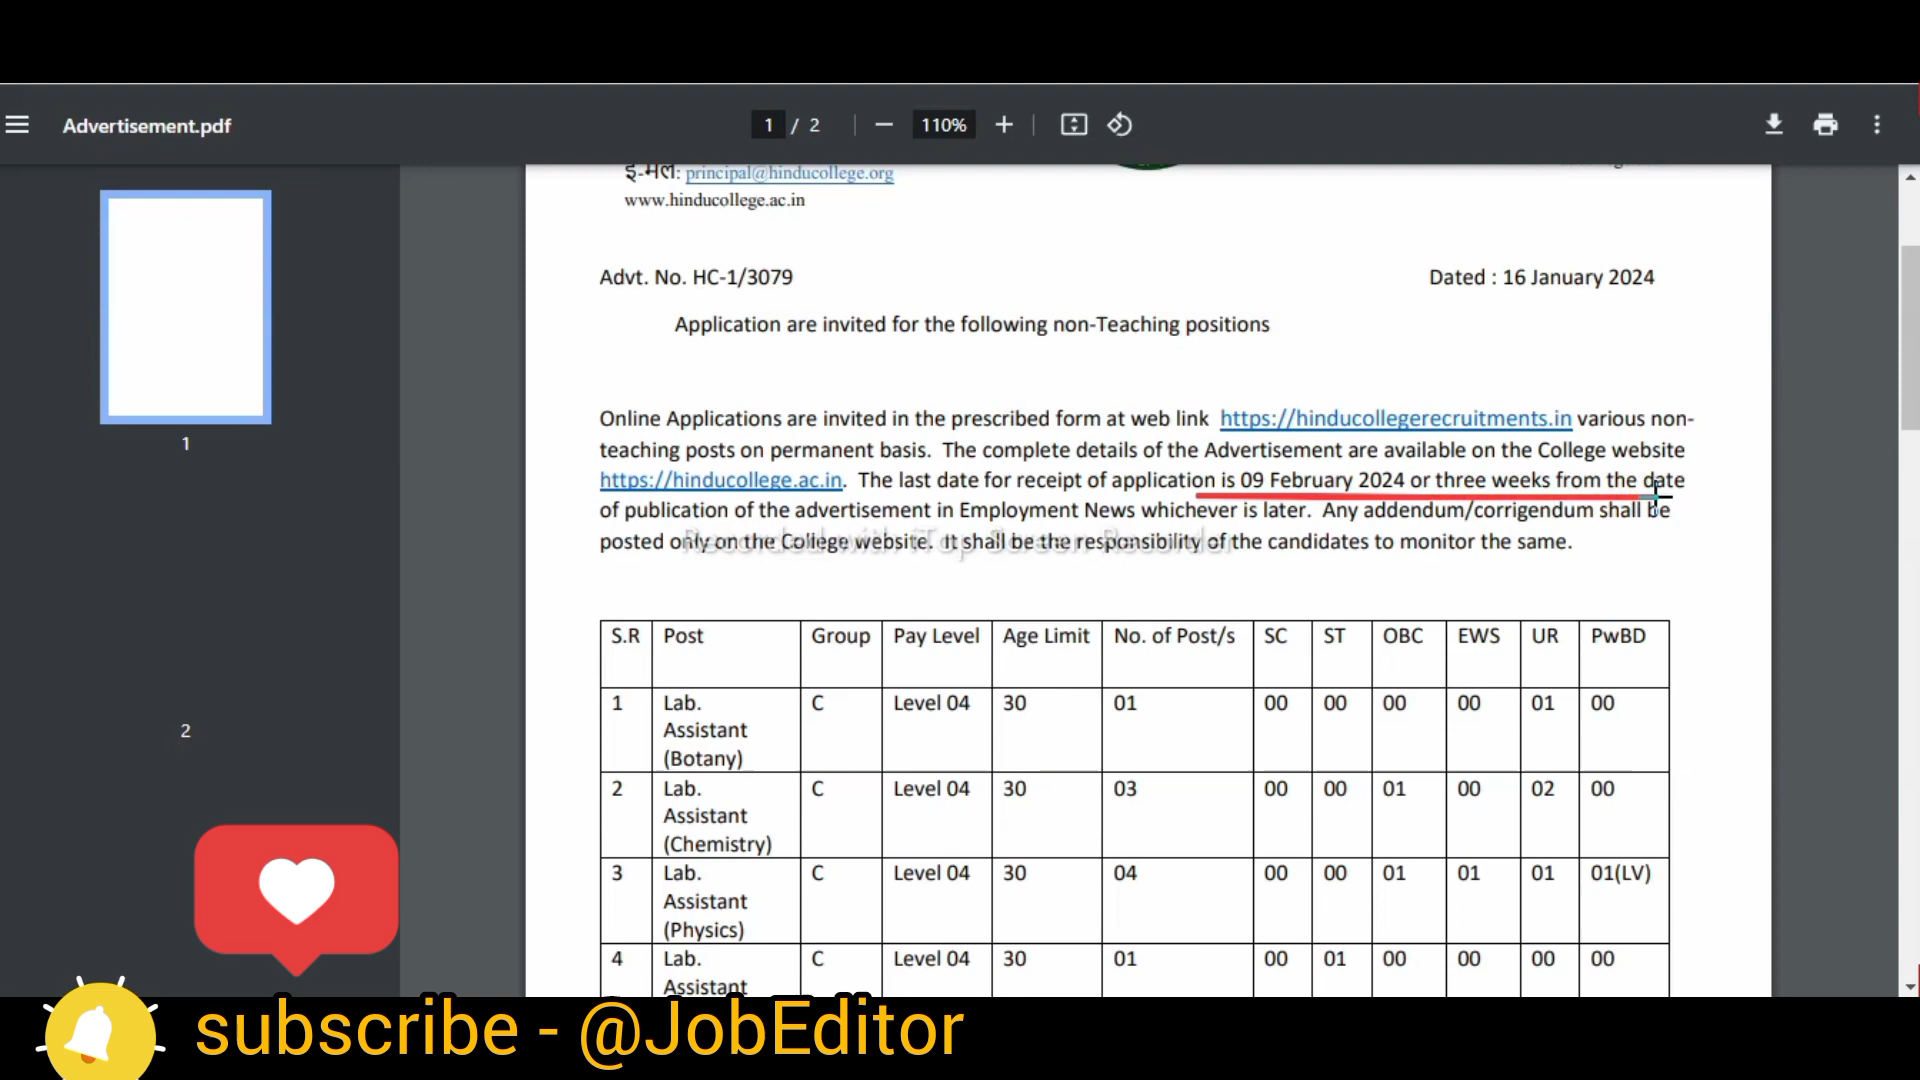 Advertisement.pdf
1 / 2
110%
ई-मेल: principal@hinducollege.org
www.hinducollege.ac.in
Advt. No. HC-1/3079 Dated : 16 January 2024
Application are invited for the following non-Teaching positions
Online Applications are invited in the prescribed form at web link https://hinducollegerecruitments.in various non-
teaching posts on permanent basis. The complete details of the Advertisement are available on the College website
https://hinducollege.ac.in. The last date for receipt of application is 09 February 2024 or three weeks from the date
of publication of the advertisement in Employment News whichever is later. Any addendum/corrigendum shall be
posted only on the College website. It shall be the responsibility of the candidates to monitor the same.
Recorded with iTop Screen Recorder
S.R Post Group Pay Level Age Limit No. of Post/s SC ST OBC EWS UR PwBD
1 Lab. C Level 04 30 01 00 00 00 00 01 00
Assistant
(Botany)
2 Lab. C Level 04 30 03 00 00 01 00 02 00
Assistant
(Chemistry)
3 Lab. C Level 04 30 04 00 00 01 01 01 01(LV)
Assistant
(Physics)
4 Lab. C Level 04 30 01 00 01 00 00 00 00
Assistant
1
2
subscribe - @JobEditor